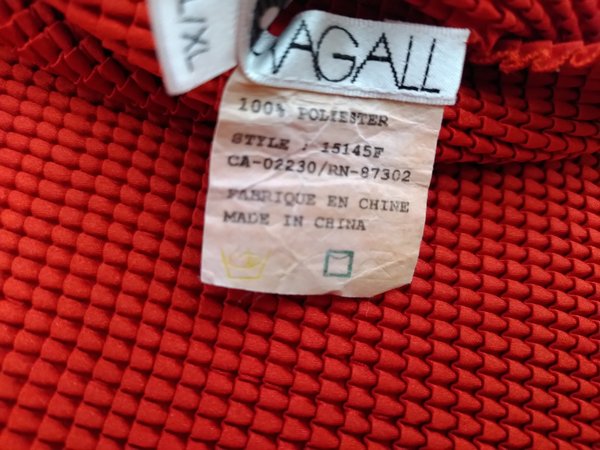 L/XL
AGALL
100% POLIESTER
STYLE : 15145F
CA-02230/RN-87302
FABRIQUE EN CHINE
MADE IN CHINA